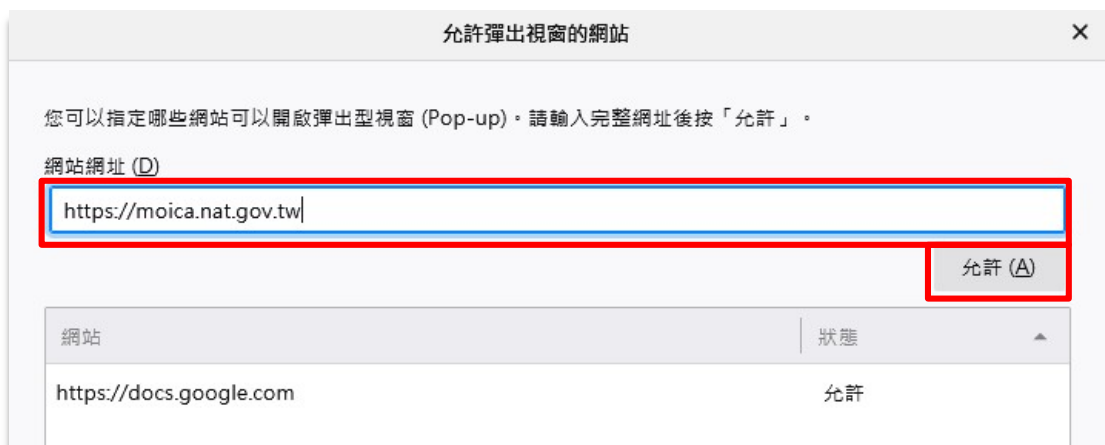 允許彈出視窗的網站
您可以指定哪些網站可以開啟彈出型視窗 (Pop-up)。請輸入完整網址後按「允許」。
網站網址 (D)
https://moica.nat.gov.tw
允許 (A)
網站 狀態
https://docs.google.com 允許